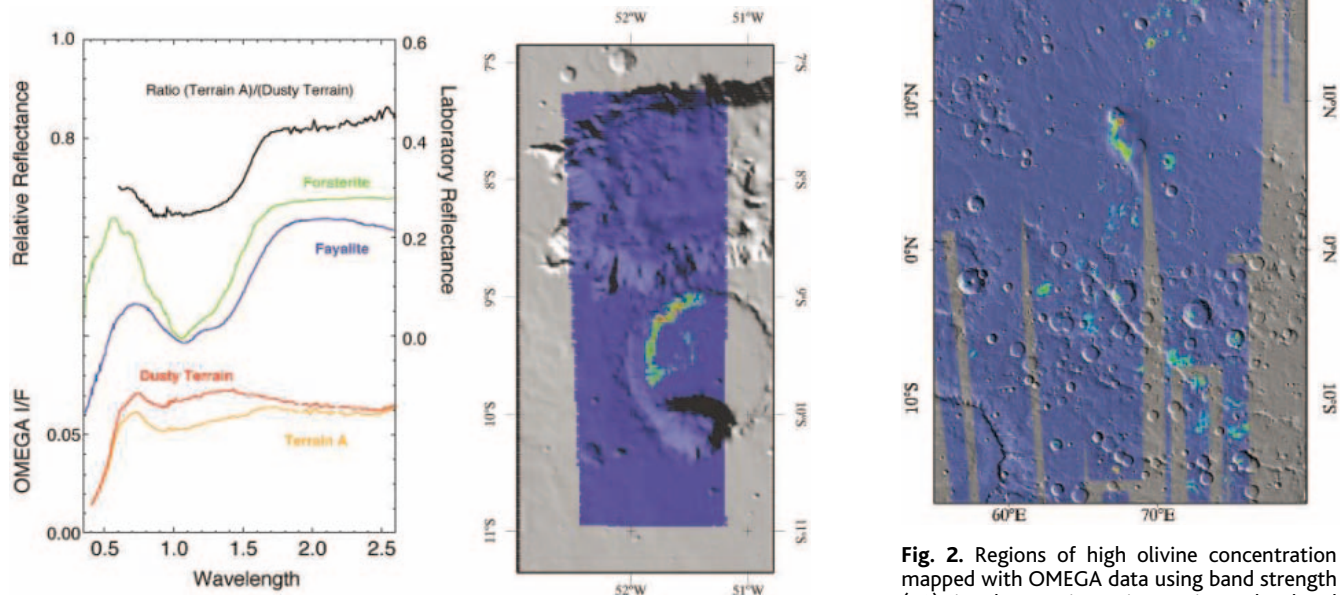 1.0
0.8
0.05
0.00
Relative Reflectance
OMEGA I/F
0.6
0.4
0.2
0.0
Laboratory Reflectance
Ratio (Terrain A)/(Dusty Terrain)
Forsterite
Fayalite
Dusty Terrain
Terrain A
0.5 1.0 1.5 2.0 2.5
Wavelength
52°W 51°W
7°S 7°S
8°S 8°S
9°S 9°S
10°S 10°S
11°S 11°S
52°W 51°W
10°N 10°N
0°N 0°N
10°S 10°S
60°E 70°E
Fig. 2. Regions of high olivine concentration
mapped with OMEGA data using band strength